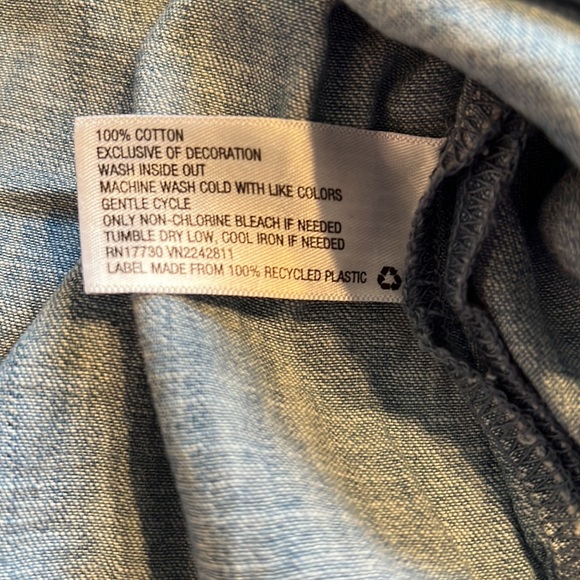 100% COTTON
EXCLUSIVE OF DECORATION
WASH INSIDE OUT
MACHINE WASH COLD WITH LIKE COLORS
GENTLE CYCLE
ONLY NON-CHLORINE BLEACH IF NEEDED
TUMBLE DRY LOW, COOL IRON IF NEEDED
RN17730 VN2242811
LABEL MADE FROM 100% RECYCLED PLASTIC